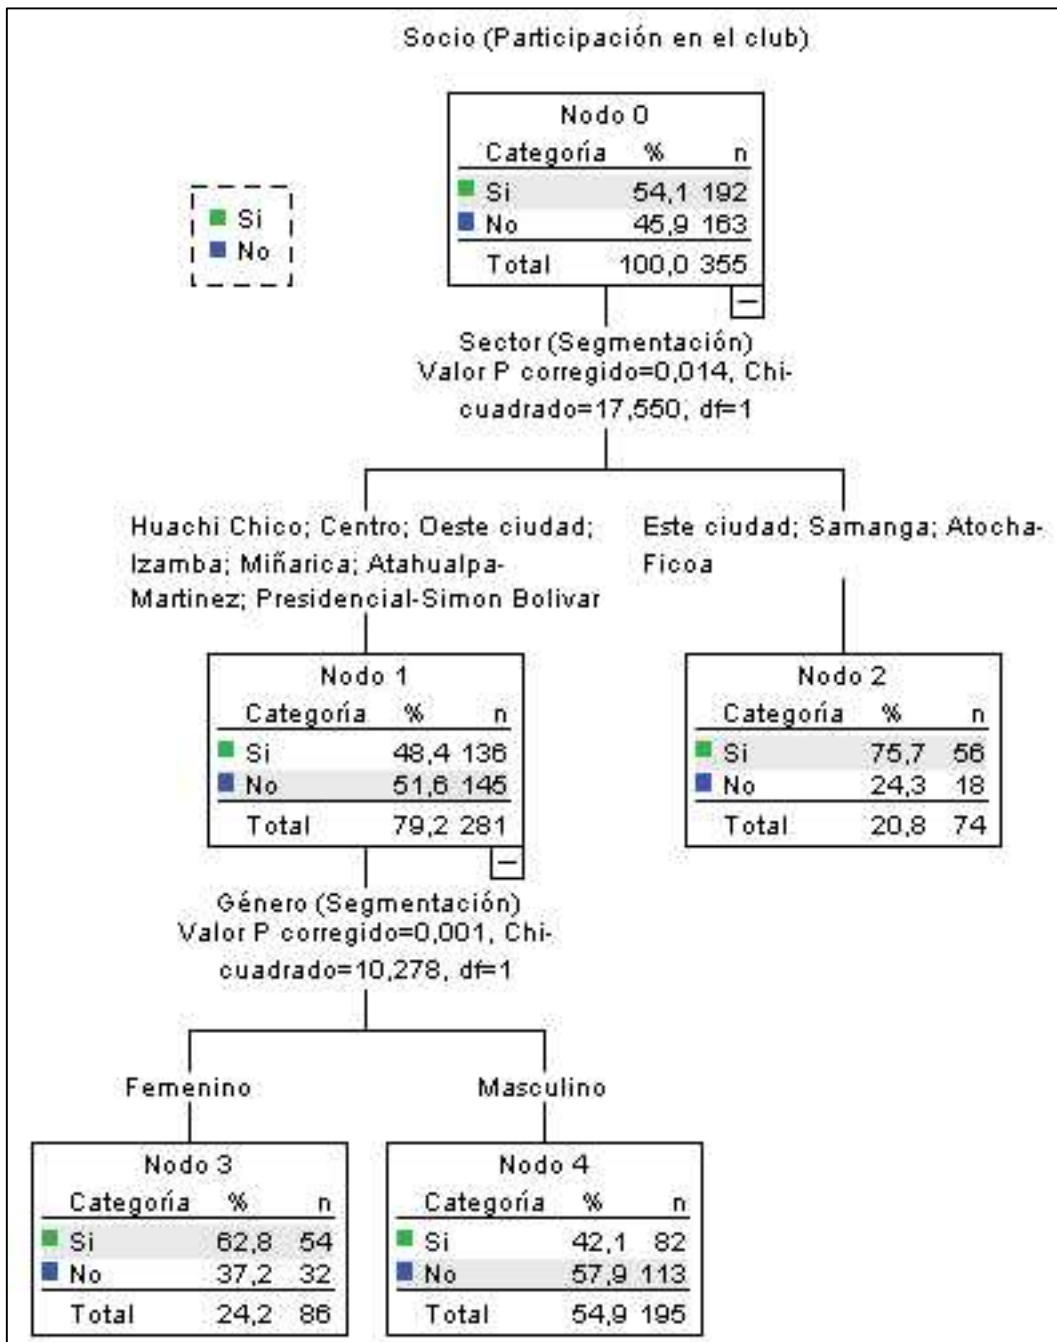 Socio (Participación en el club)
Nodo 0
Categoría % n
Si 54,1 192
No 45,9 163
Total 100,0 355
Si
No
Sector (Segmentación)
Valor P corregido=0,014, Chi-
cuadrado=17,550, df=1
Huachi Chico; Centro; Oeste ciudad;
Izamba; Miñarica; Atahualpa-
Martinez; Presidencial-Simon Bolivar
Este ciudad; Samanga; Atocha-
Ficoa
Nodo 1
Categoría % n
Si 48,4 136
No 51,6 145
Total 79,2 281
Nodo 2
Categoría % n
Si 75,7 56
No 24,3 18
Total 20,8 74
Género (Segmentación)
Valor P corregido=0,001, Chi-
cuadrado=10,278, df=1
Femenino
Masculino
Nodo 3
Categoría % n
Si 62,8 54
No 37,2 32
Total 24,2 86
Nodo 4
Categoría % n
Si 42,1 82
No 57,9 113
Total 54,9 195